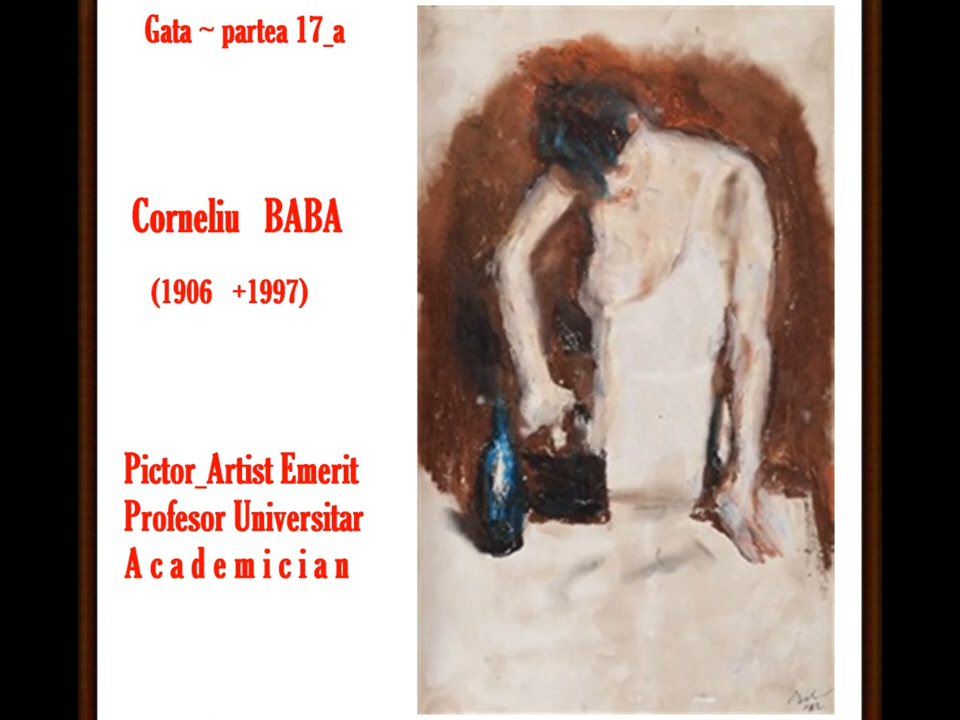 Gata ~ partea 17_a
Corneliu BABA
(1906 +1997)
Pictor_Artist Emerit
Profesor Universitar
A c a d e m i c i a n